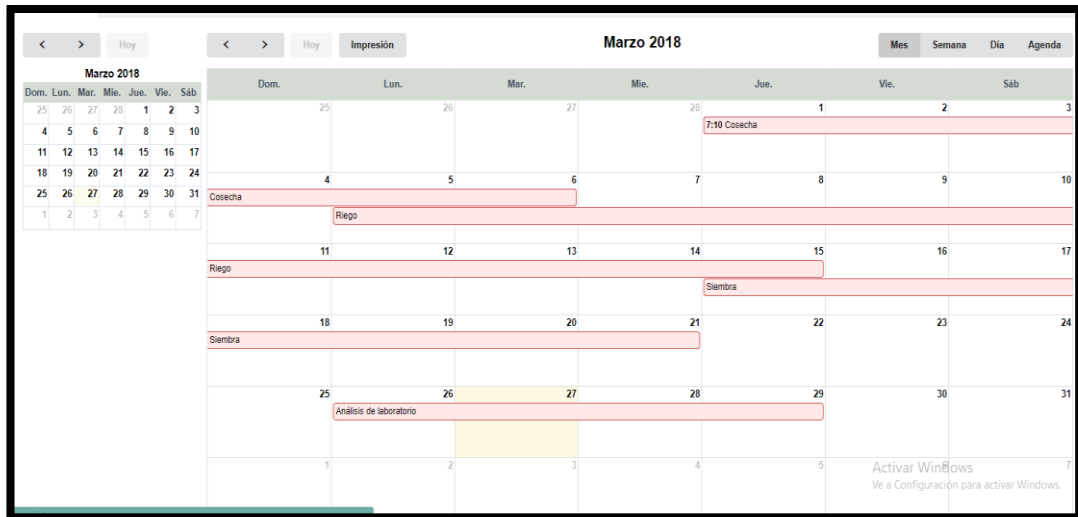 < > Hoy
Marzo 2018
Dom. Lun. Mar. Mie. Jue. Vie. Sáb
25 26 27 28 1 2 3
4 5 6 7 8 9 10
11 12 13 14 15 16 17
18 19 20 21 22 23 24
25 26 27 28 29 30 31
1 2 3 4 5 6 7
< > Hoy Impresión
Marzo 2018
Mes Semana Día Agenda
Dom. Lun. Mar. Mie. Jue. Vie. Sáb
25 26 27 28 1 2 3
7:10 Cosecha
4 5 6 7 8 9 10
Cosecha
Riego
11 12 13 14 15 16 17
Riego
Siembra
18 19 20 21 22 23 24
Siembra
25 26 27 28 29 30 31
Análisis de laboratorio
1 2 3 4 5 6 7
Activar Windows
Ve a Configuración para activar Windows.